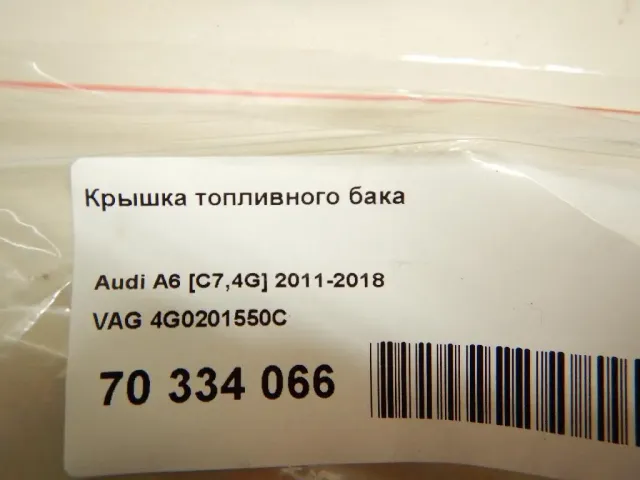 Крышка топливного бака
Audi A6 [C7,4G] 2011-2018
VAG 4G0201550C
70 334 066